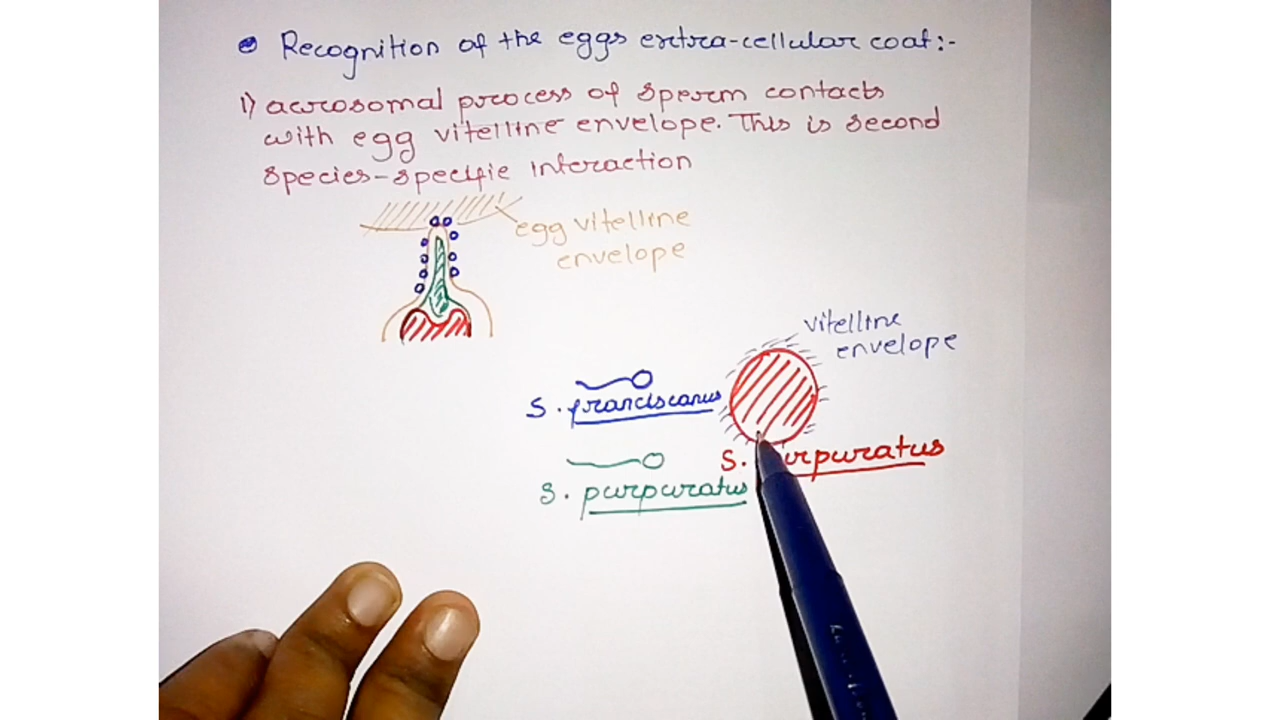 Recognition of the eggs extra-cellular coat:-
1) acrosomal process of sperm contacts
with egg vitelline envelope. This is second
species-specific interaction
egg vitelline
envelope
vitelline
envelope
S. franciscanus
S. purpuratus
S.